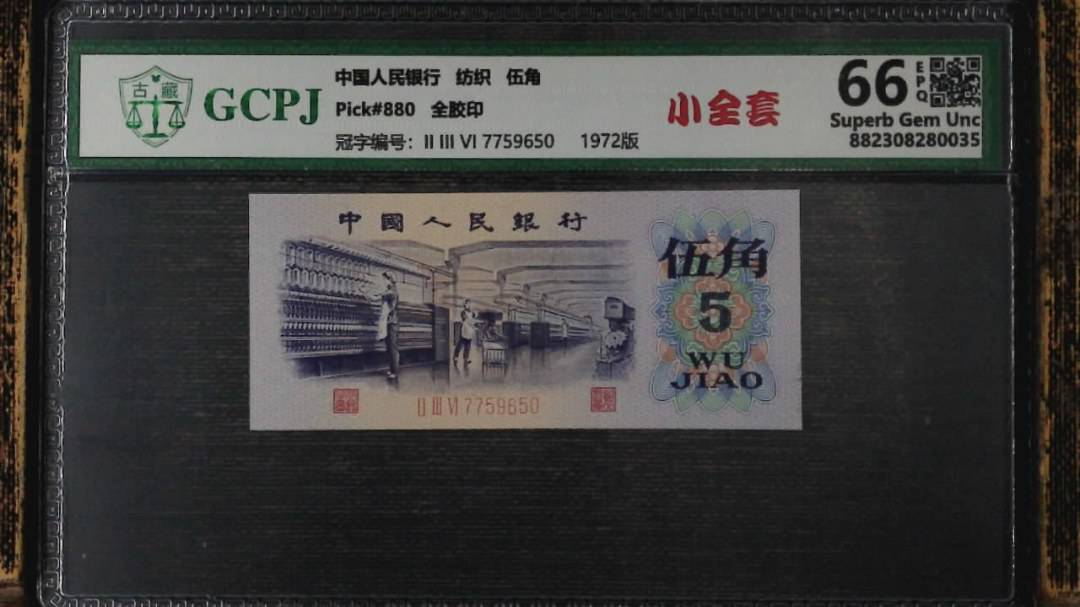 古藏
GCPJ
中国人民银行 纺织 伍角
Pick#880 全胶印
冠字编号: II III VI 7759650 1972版
小全套
66 EPQ
Superb Gem Unc
882308280035
中國人民銀行
伍角
5
WU
JIAO
II III VI 7759650